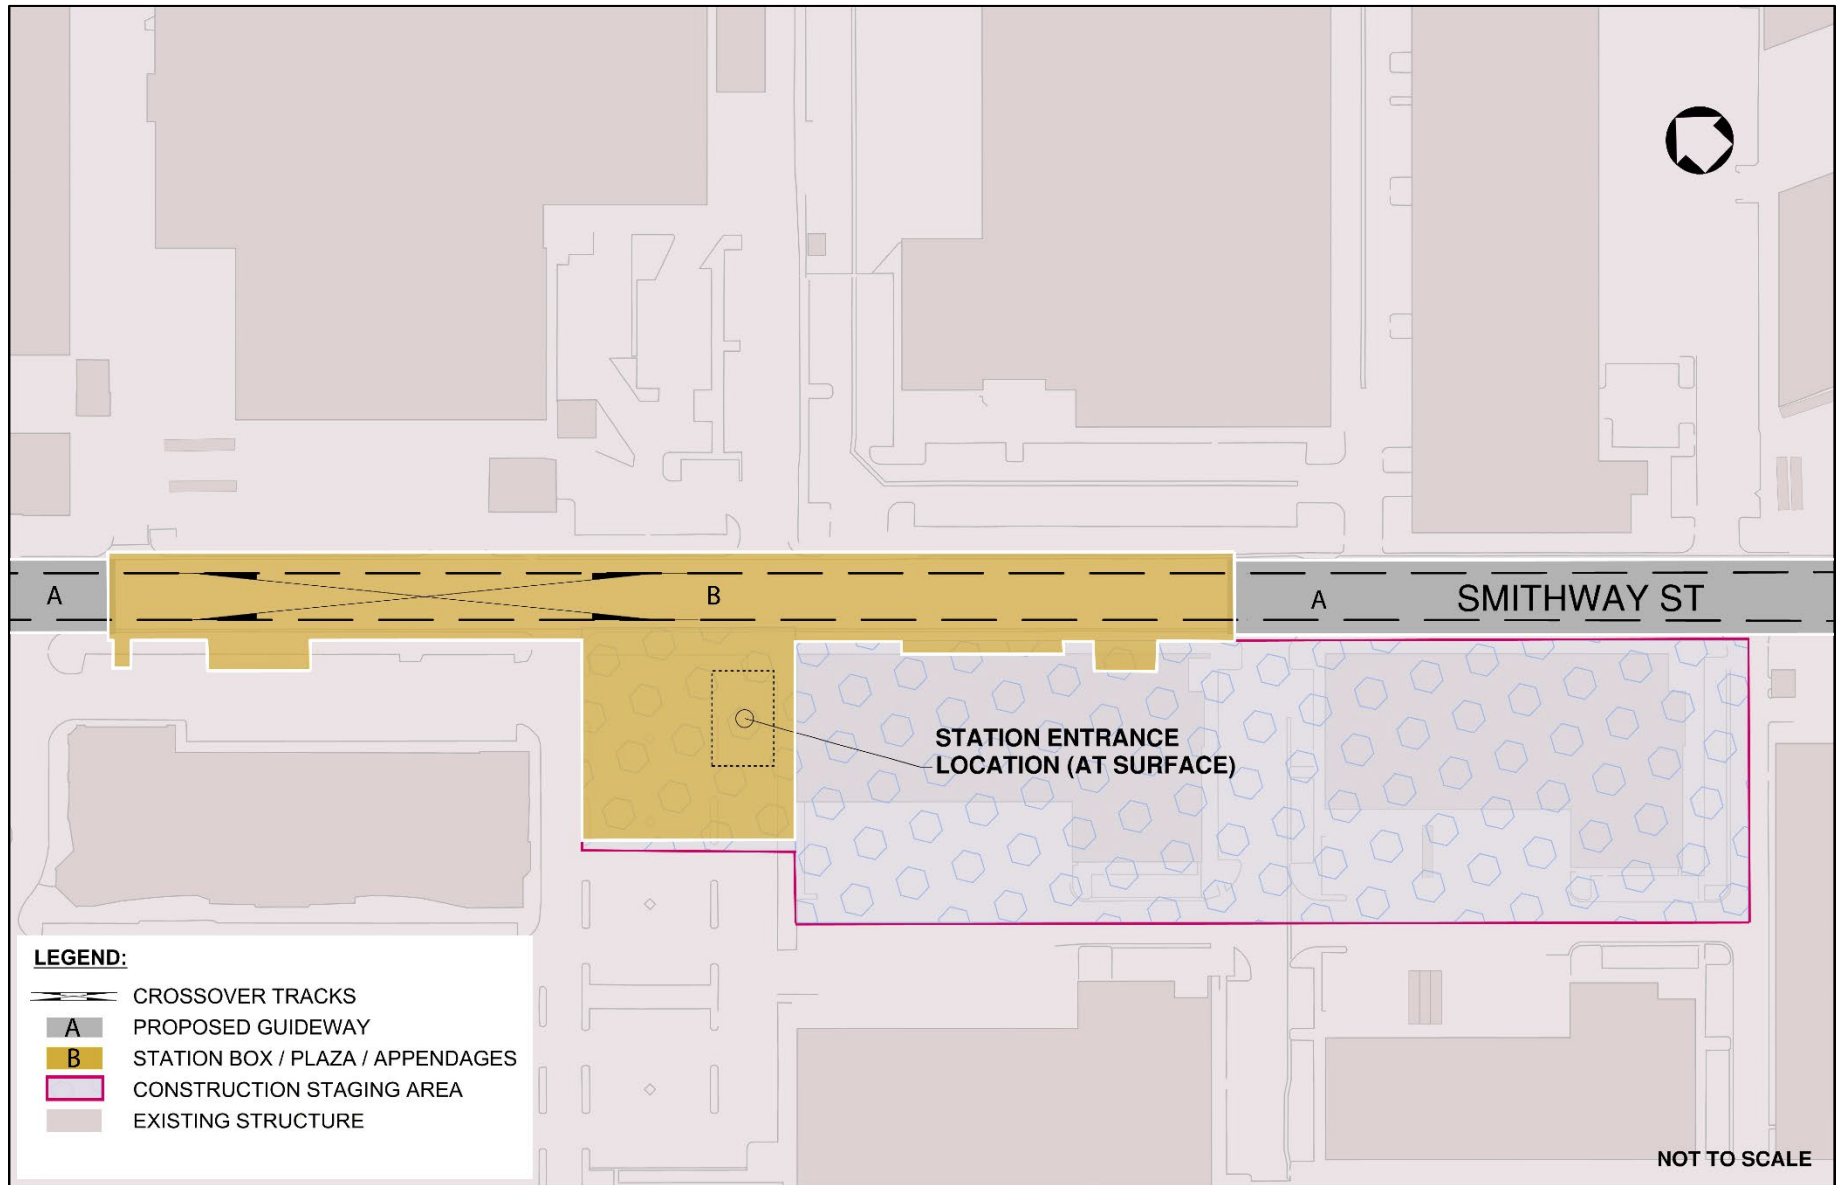 A
B
A
SMITHWAY ST
STATION ENTRANCE
LOCATION (AT SURFACE)
LEGEND:
CROSSOVER TRACKS
A PROPOSED GUIDEWAY
B STATION BOX / PLAZA / APPENDAGES
CONSTRUCTION STAGING AREA
EXISTING STRUCTURE
NOT TO SCALE